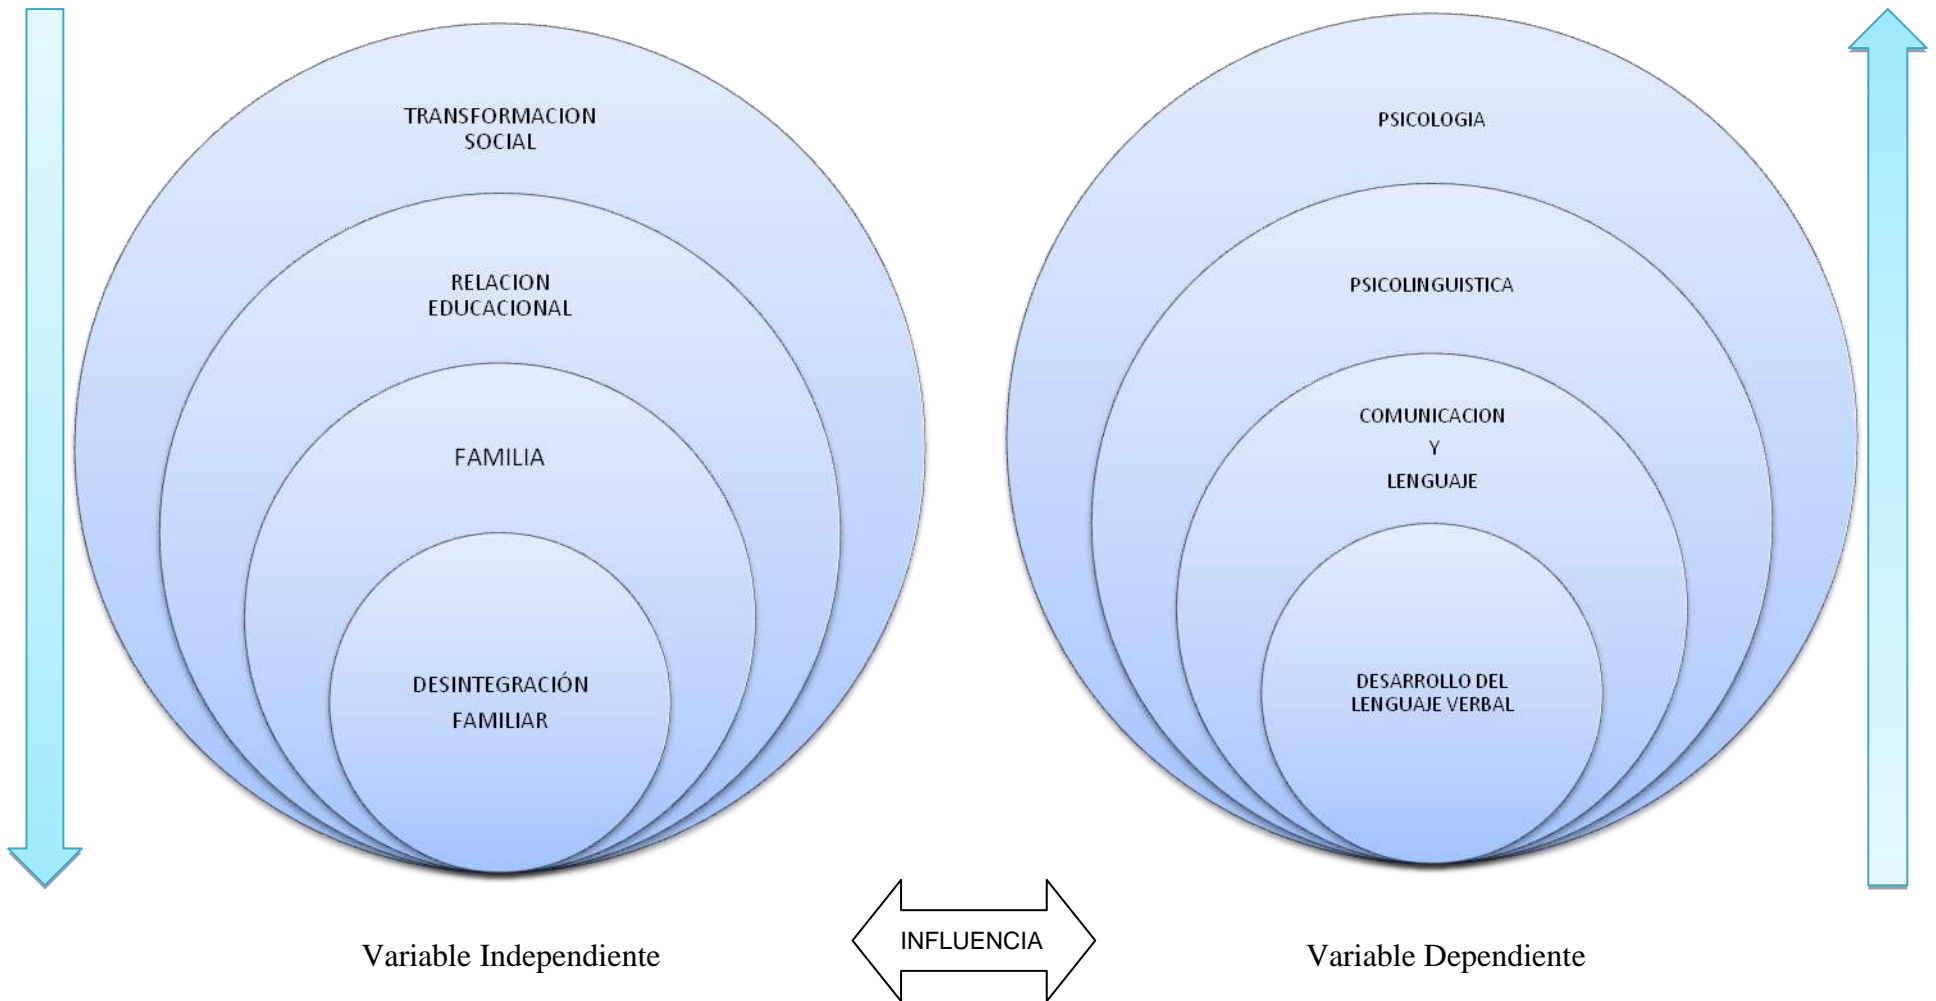 TRANSFORMACION
SOCIAL
RELACION
EDUCACIONAL
FAMILIA
DESINTEGRACIÓN
FAMILIAR
PSICOLOGIA
PSICOLINGUISTICA
COMUNICACION
Y
LENGUAJE
DESARROLLO DEL
LENGUAJE VERBAL
Variable Independiente
INFLUENCIA
Variable Dependiente